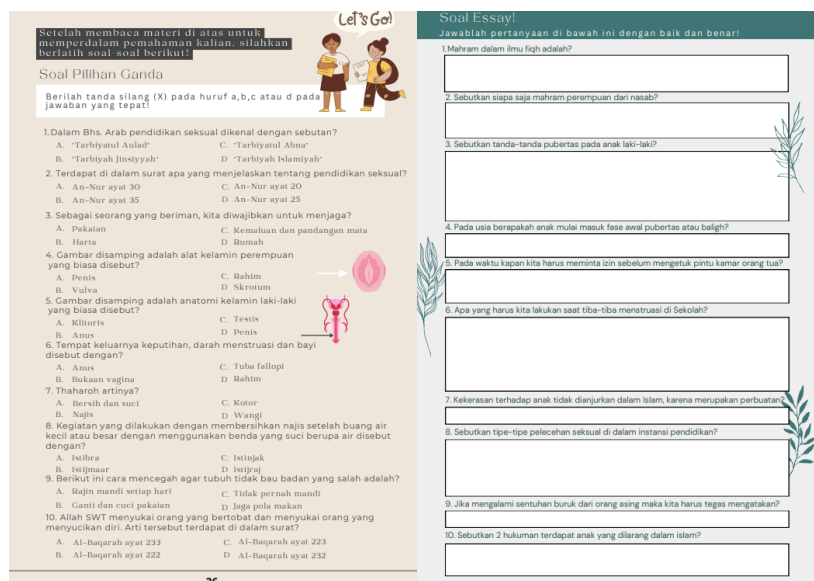 Let's Go!
Setelah membaca materi di atas untuk
memperdalam pemahaman kalian, silahkan
berlatih soal-soal berikut!
Soal Pilihan Ganda
Berilah tanda silang (X) pada huruf a,b,c atau d pada
jawaban yang tepat!
1.Dalam Bhs. Arab pendidikan seksual dikenal dengan sebutan?
A. "Tarbiyatul Aulad"
C. "Tarbiyatul Abna"
B. "Tarbiyah Jinsiyyah"
D "Tarbiyah Islamiyah"
2. Terdapat di dalam surat apa yang menjelaskan tentang pendidikan seksual?
A. An-Nur ayat 30
C. An-Nur ayat 20
B. An-Nur ayat 35
D An-Nur ayat 25
3. Sebagai seorang yang beriman, kita diwajibkan untuk menjaga?
A. Pakaian
C. Kemaluan dan pandangan mata
B. Harta
D Rumah
4. Gambar disamping adalah alat kelamin perempuan
yang biasa disebut?
A. Penis
C. Rahim
B. Vulva
D Skrotum
5. Gambar disamping adalah anatomi kelamin laki-laki
yang biasa disebut?
A. Klitoris
C. Testis
B. Anus
D Penis
6. Tempat keluarnya keputihan, darah menstruasi dan bayi
disebut dengan?
A. Anus
C. Tuba fallopi
B. Bukaan vagina
D Rahim
7. Thaharoh artinya?
A. Bersih dan suci
C. Kotor
B. Najis
D Wangi
8. Kegiatan yang dilakukan dengan membersihkan najis setelah buang air
kecil atau besar dengan menggunakan benda yang suci berupa air disebut
dengan?
A. Istibra
C. Istinjak
B. Istijmaar
D Istijraj
9. Berikut ini cara mencegah agar tubuh tidak bau badan yang salah adalah?
A. Rajin mandi setiap hari
C. Tidak pernah mandi
B. Ganti dan cuci pakaian
D Jaga pola makan
10. Allah SWT menyukai orang yang bertobat dan menyukai orang yang
menyucikan diri. Arti tersebut terdapat di dalam surat?
A. Al-Baqarah ayat 233
C. Al-Baqarah ayat 223
B. Al-Baqarah ayat 222
D Al-Baqarah ayat 232
Soal Essay!
Jawablah pertanyaan di bawah ini dengan baik dan benar!
1.Mahram dalam ilmu fiqh adalah?
2. Sebutkan siapa saja mahram perempuan dari nasab?
3. Sebutkan tanda-tanda pubertas pada anak laki-laki?
4. Pada usia berapakah anak mulai masuk fase awal pubertas atau baligh?
5. Pada waktu kapan kita harus meminta izin sebelum mengetuk pintu kamar orang tua?
6. Apa yang harus kita lakukan saat tiba-tiba menstruasi di Sekolah?
7. Kekerasan terhadap anak tidak dianjurkan dalam Islam, karena merupakan perbuatan?
8. Sebutkan tipe-tipe pelecehan seksual di dalam instansi pendidikan?
9. Jika mengalami sentuhan buruk dari orang asing maka kita harus tegas mengatakan?
10. Sebutkan 2 hukuman terdapat anak yang dilarang dalam islam?